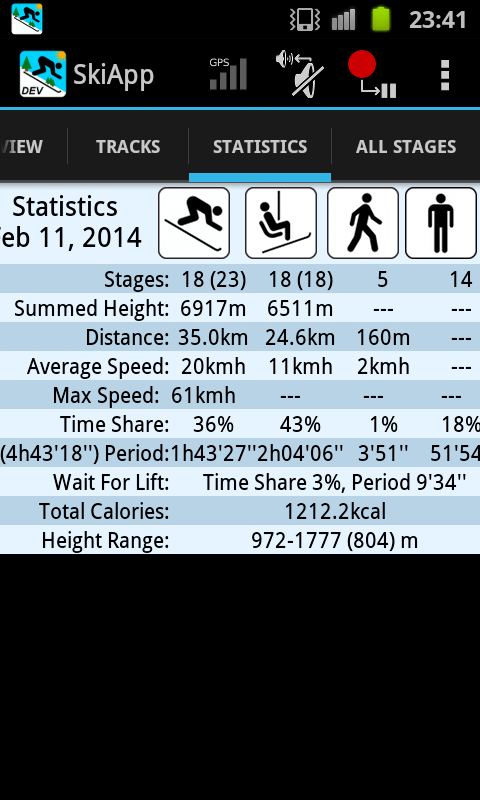 23:41
DEV
SkiApp
GPS
VIEW
TRACKS
STATISTICS
ALL STAGES
Statistics
Feb 11, 2014
Stages: 18 (23) 18 (18) 5 14
Summed Height: 6917m 6511m --- ---
Distance: 35.0km 24.6km 160m ---
Average Speed: 20kmh 11kmh 2kmh ---
Max Speed: 61kmh --- --- ---
Time Share: 36% 43% 1% 18%
(4h43'18'') Period: 1h43'27'' 2h04'06'' 3'51'' 51'54
Wait For Lift: Time Share 3%, Period 9'34''
Total Calories: 1212.2kcal
Height Range: 972-1777 (804) m